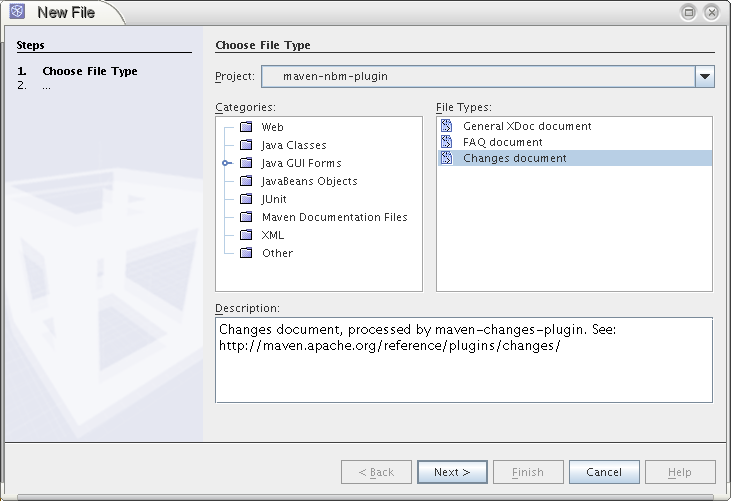 New File
Steps
1. Choose File Type
2. ...
Choose File Type
Project: maven-nbm-plugin
Categories:
Web
Java Classes
Java GUI Forms
JavaBeans Objects
JUnit
Maven Documentation Files
XML
Other
File Types:
General XDoc document
FAQ document
Changes document
Description:
Changes document, processed by maven-changes-plugin. See:
http://maven.apache.org/reference/plugins/changes/
< Back Next > Finish Cancel Help